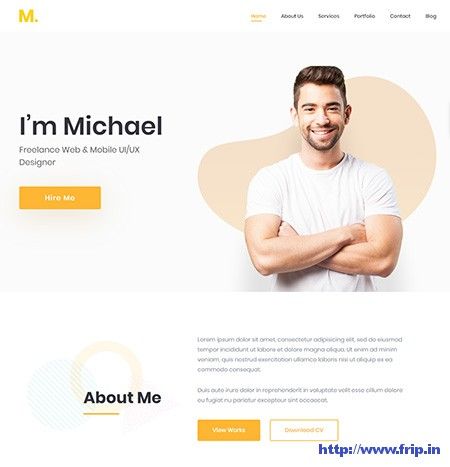 M.
Home About Us Services Portfolio Contact Blog
I'm Michael
Freelance Web & Mobile UI/UX
Designor
Hire Me
Lorem ipsum dolor sit amet, consectetur adipisicing elit, sed do eiusmod
tempor incididunt ut labore et dolore magna aliqua. Ut enim ad minim
veniam, quis nostrud exercitation ullamco laboris nisi ut aliquip ex ea
commodo consequat.
About Me
Duis aute irure dolor in reprehenderit in voluptate velit esse cillum dolore
eu fugiat nu pariatur excepteur sint occaecat.
View Works Download CV
http://www.frip.in